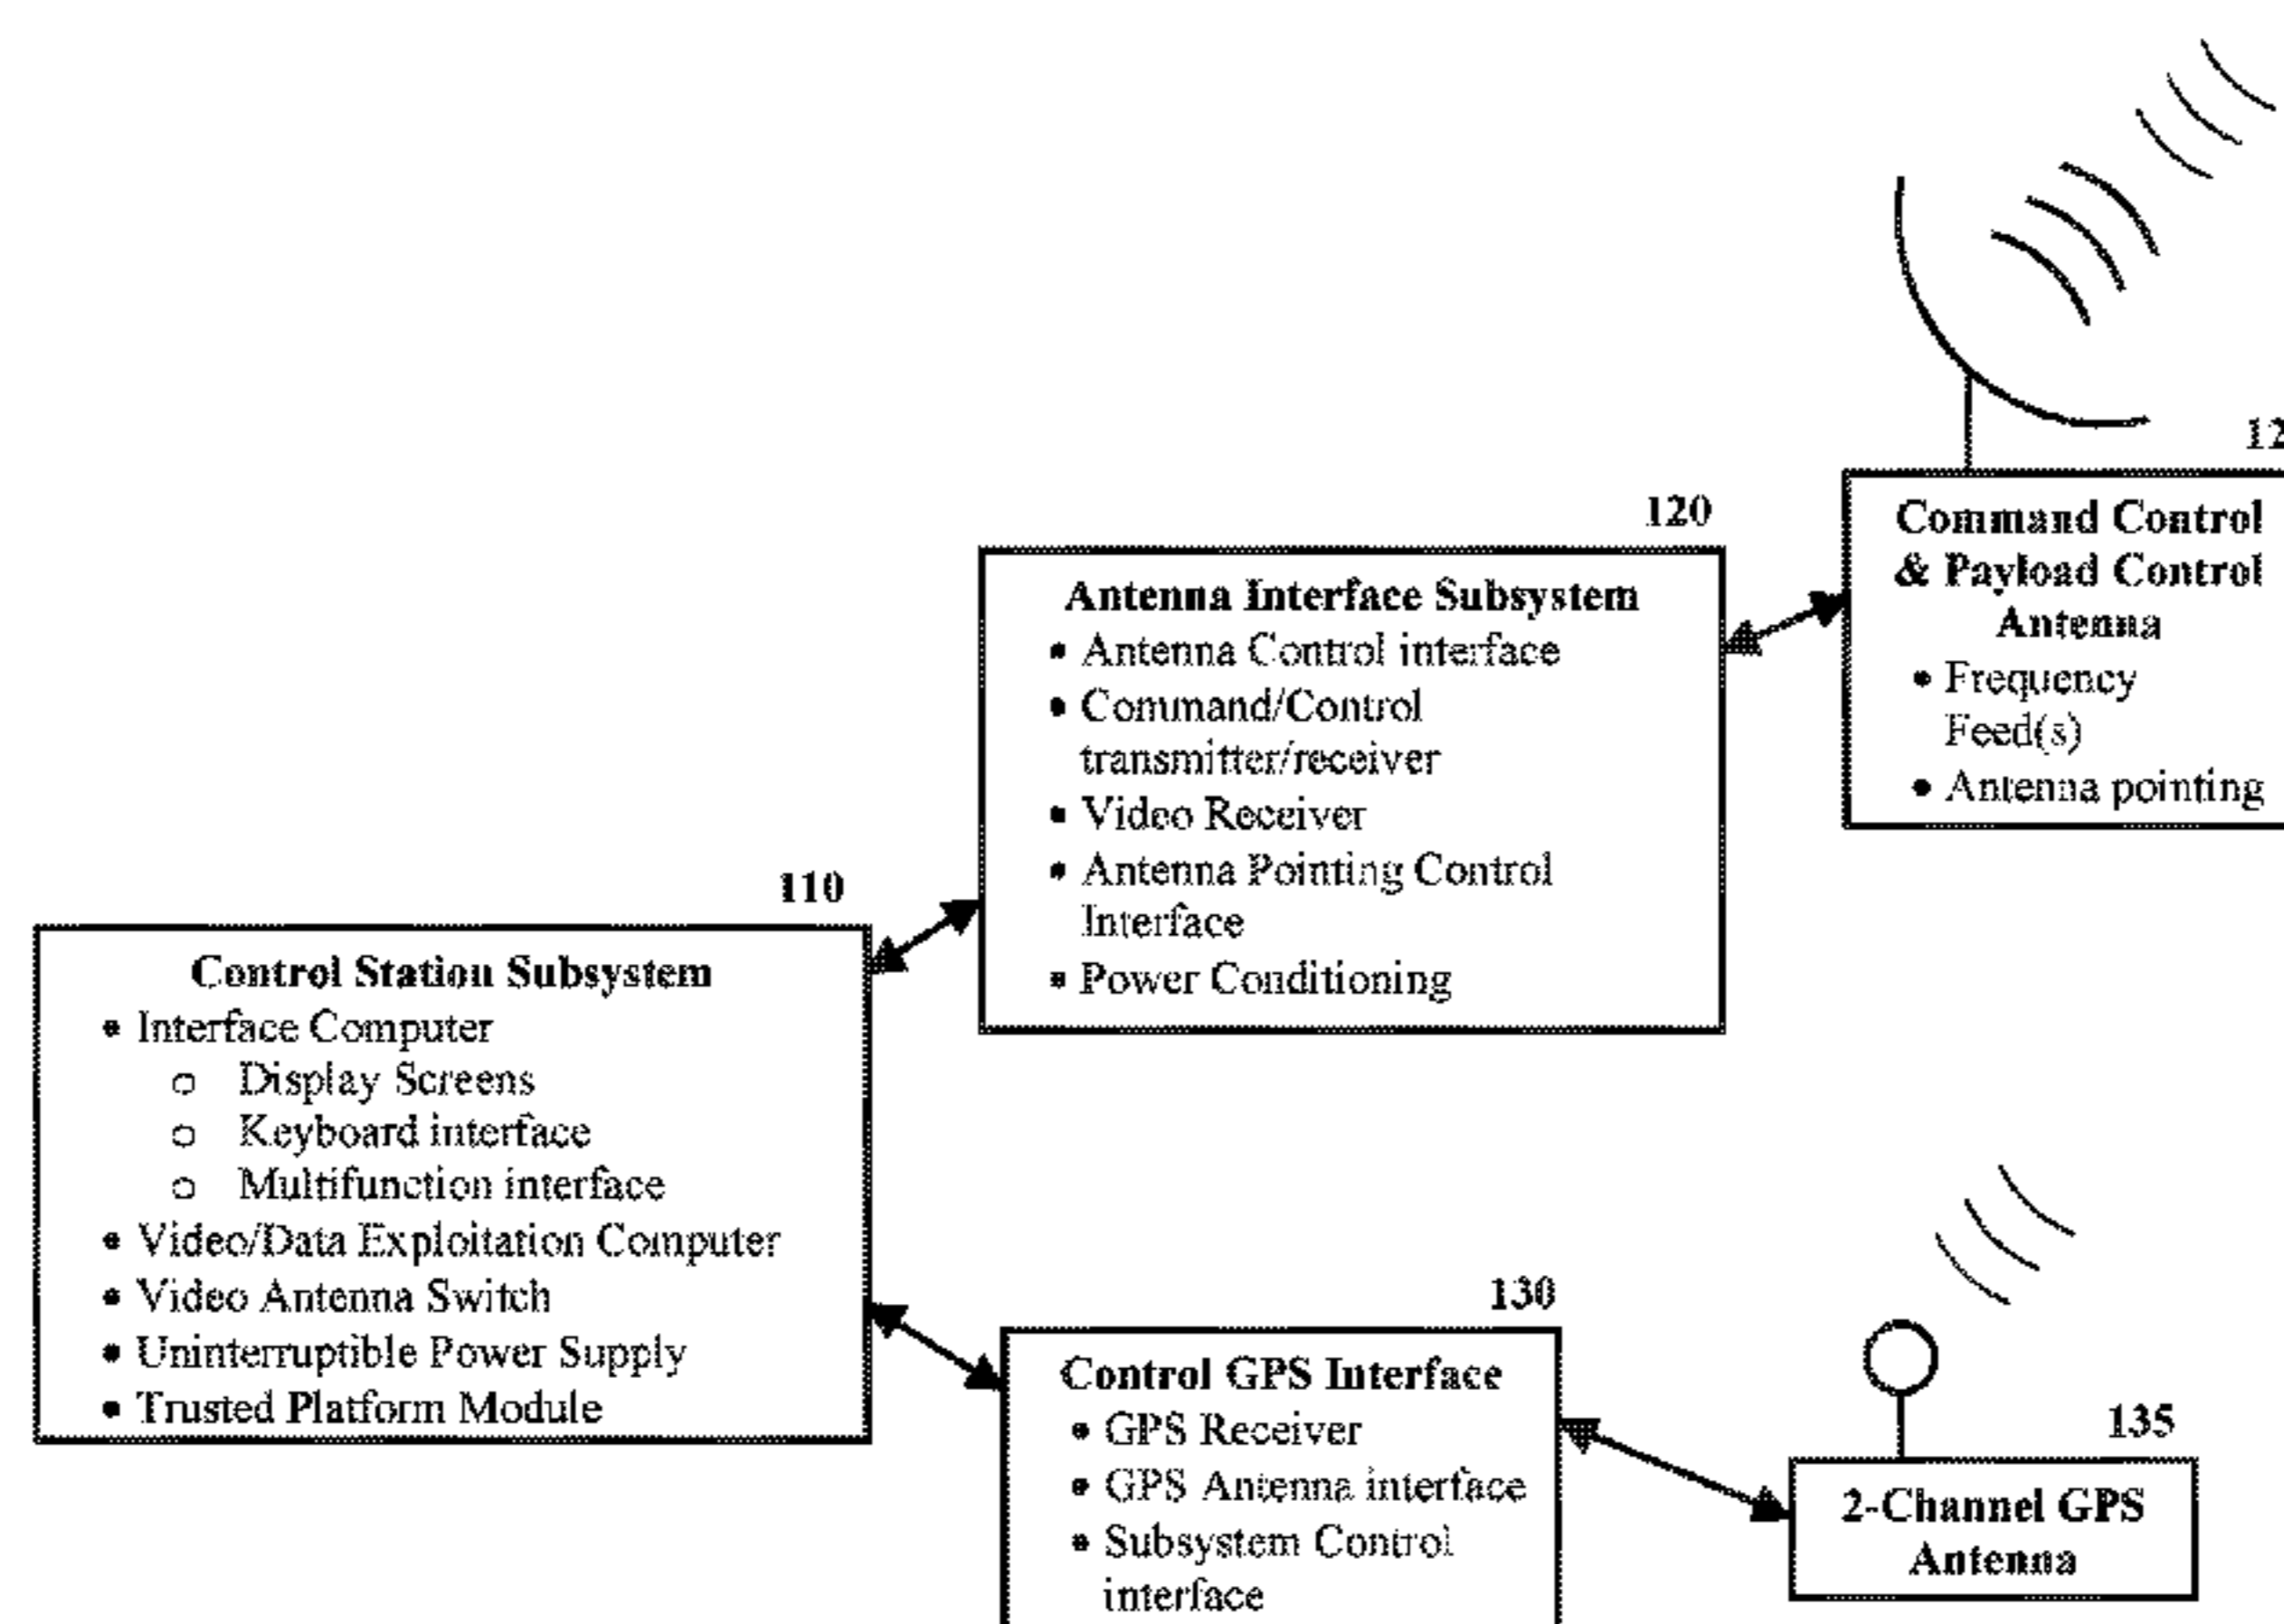 12
Command Control
& Payload Control
Antenna
• Frequency
Feed(s)
• Antenna pointing
120
Antenna Interface Subsystem
• Antenna Control interface
• Command/Control
transmitter/receiver
• Video Receiver
• Antenna Pointing Control
Interface
• Power Conditioning
110
Control Station Subsystem
• Interface Computer
○ Display Screens
○ Keyboard interface
○ Multifunction interface
• Video/Data Exploitation Computer
• Video Antenna Switch
• Uninterruptible Power Supply
• Trusted Platform Module
130
Control GPS Interface
• GPS Receiver
• GPS Antenna interface
• Subsystem Control
interface
135
2-Channel GPS
Antenna